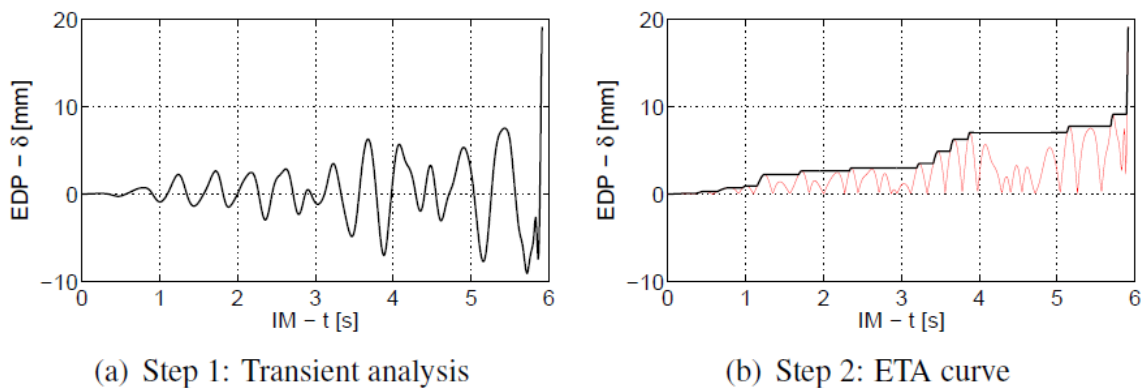 20
10
0
−10
0 1 2 3 4 5 6
EDP − δ [mm]
IM − t [s]
(a) Step 1: Transient analysis
20
10
0
−10
0 1 2 3 4 5 6
EDP − δ [mm]
IM − t [s]
(b) Step 2: ETA curve